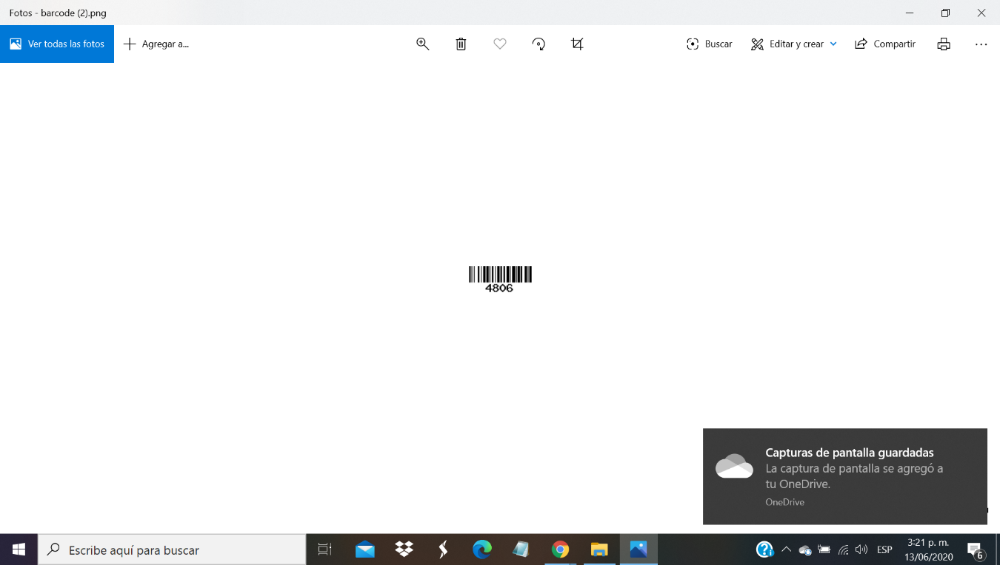 Fotos - barcode (2).png
Ver todas las fotos
Agregar a...
Buscar
Editar y crear
Compartir
4806
Capturas de pantalla guardadas
La captura de pantalla se agregó a
tu OneDrive.
OneDrive
Escribe aquí para buscar
ESP
3:21 p. m.
13/06/2020
6